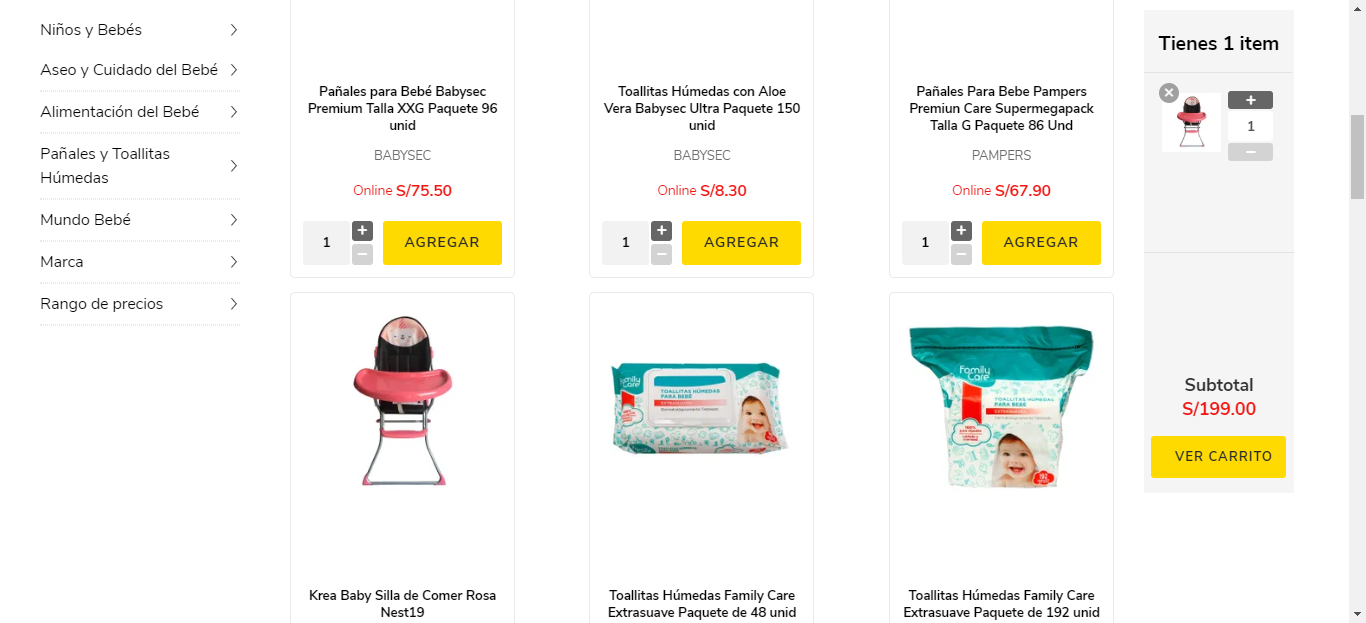 Niños y Bebés
Aseo y Cuidado del Bebé
Alimentación del Bebé
Pañales y Toallitas
Húmedas
Mundo Bebé
Marca
Rango de precios
Pañales para Bebé Babysec
Premium Talla XXG Paquete 96
unid
BABYSEC
Online S/75.50
1
AGREGAR
Toallitas Húmedas con Aloe
Vera Babysec Ultra Paquete 150
unid
BABYSEC
Online S/8.30
1
AGREGAR
Pañales Para Bebe Pampers
Premiun Care Supermegapack
Talla G Paquete 86 Und
PAMPERS
Online S/67.90
1
AGREGAR
Krea Baby Silla de Comer Rosa
Nest19
Family
Care
TOALLITAS HÚMEDAS
PARA BEBÉ
Toallitas Húmedas Family Care
Extrasuave Paquete de 48 unid
Family
Care
TOALLITAS HÚMEDAS
PARA BEBÉ
Toallitas Húmedas Family Care
Extrasuave Paquete de 192 unid
Tienes 1 item
1
Subtotal
S/199.00
VER CARRITO